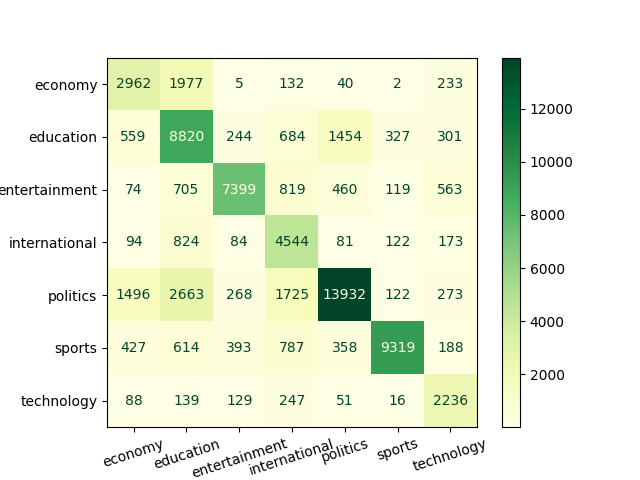 economy 2962 1977 5 132 40 2 233
education 559 8820 244 684 1454 327 301
entertainment 74 705 7399 819 460 119 563
international 94 824 84 4544 81 122 173
politics 1496 2663 268 1725 13932 122 273
sports 427 614 393 787 358 9319 188
technology 88 139 129 247 51 16 2236
economy education entertainment international politics sports technology
12000
10000
8000
6000
4000
2000